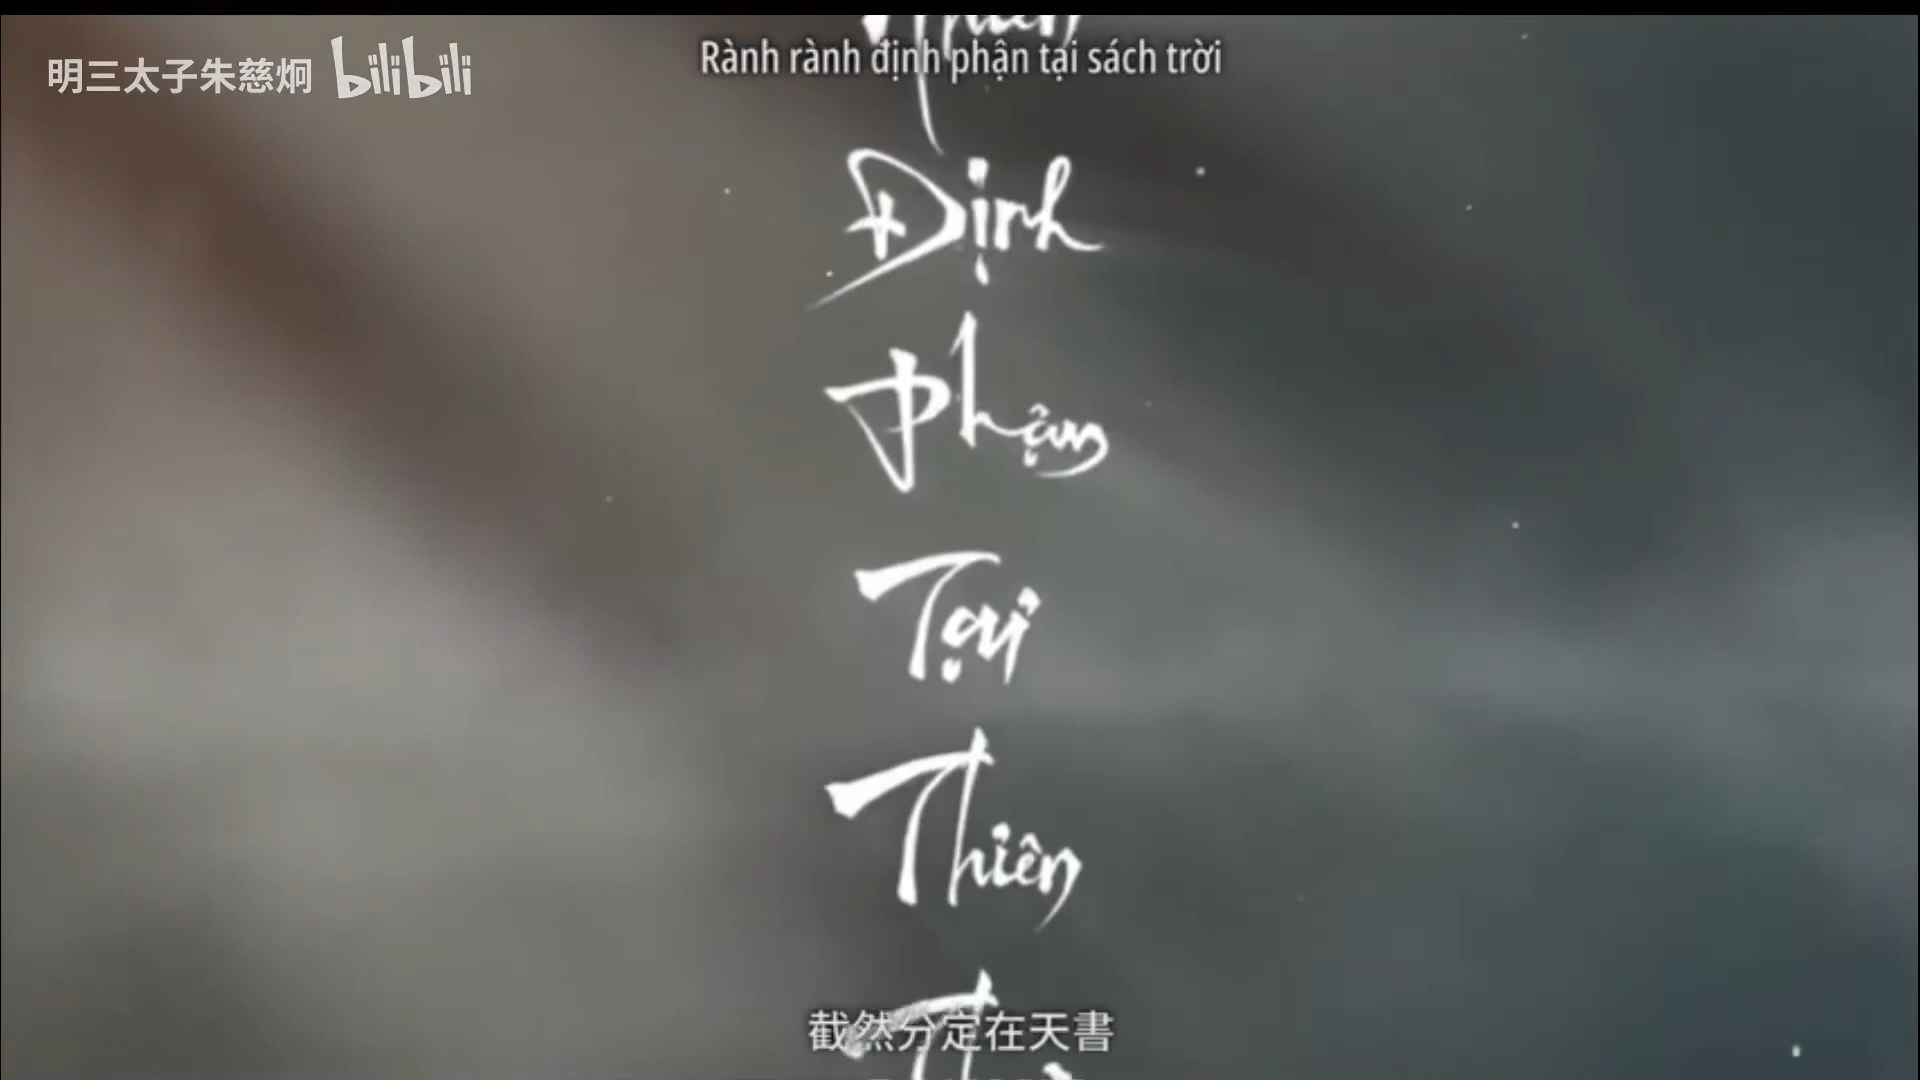 明三太子朱慈炯 bilibili
Rành rành định phận tại sách trời
Định
Phận
Tại
Thiên
截然分定在天書